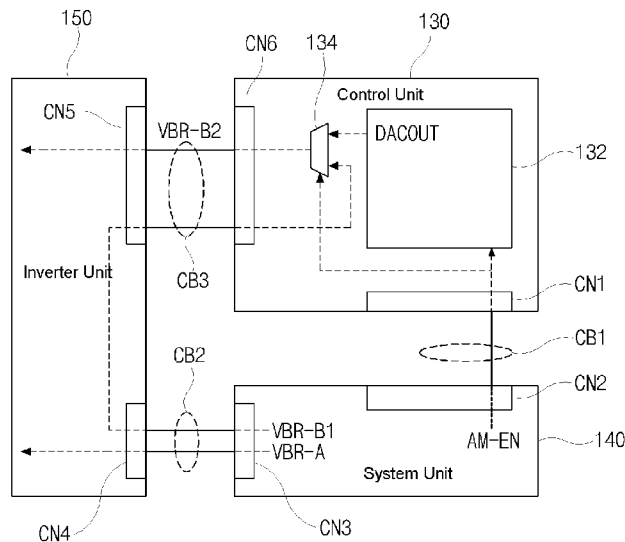 150
CN6
134
130
Control Unit
CN5
VBR-B2
DACOUT
132
Inverter Unit
CB3
CN1
CB1
CB2
CN2
VBR-B1
VBR-A
AM-EN
140
System Unit
CN4
CN3